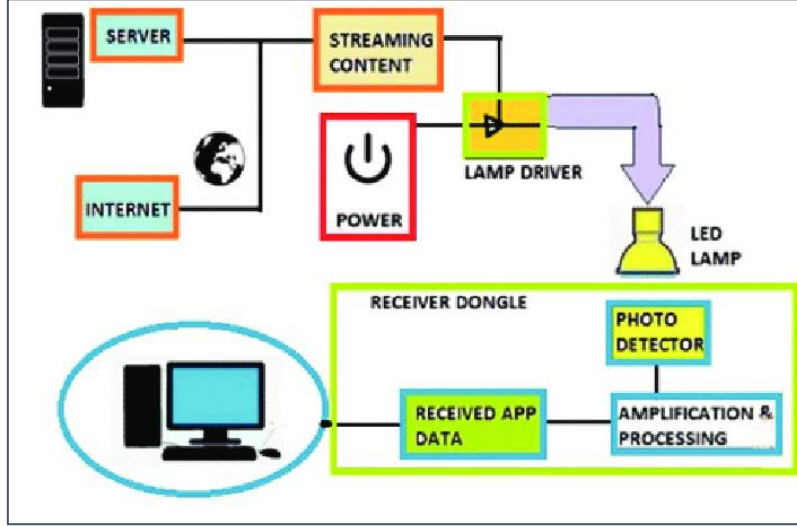 SERVER
STREAMING
CONTENT
INTERNET
POWER
LAMP DRIVER
LED
LAMP
RECEIVER DONGLE
PHOTO
DETECTOR
RECEIVED APP
DATA
AMPLIFICATION &
PROCESSING